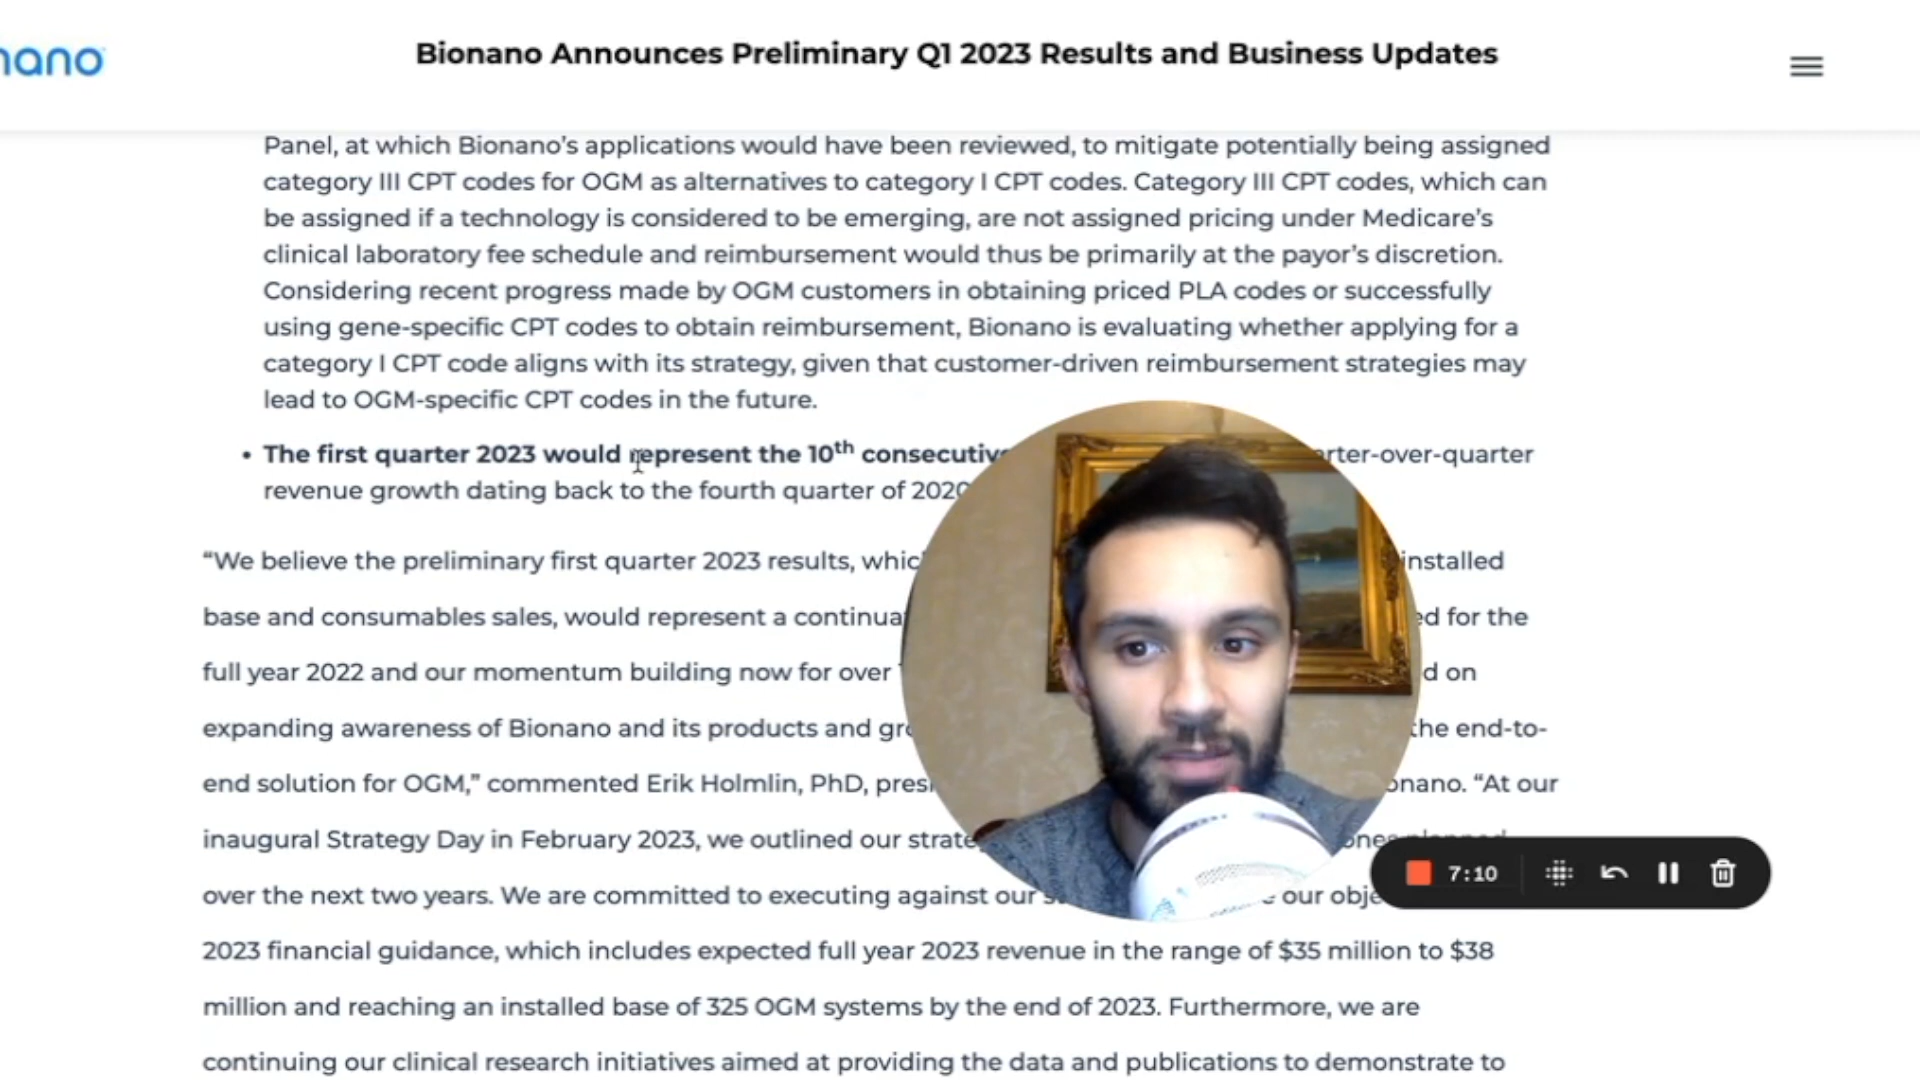 nano
Bionano Announces Preliminary Q1 2023 Results and Business Updates
Panel, at which Bionano’s applications would have been reviewed, to mitigate potentially being assigned
category III CPT codes for OGM as alternatives to category I CPT codes. Category III CPT codes, which can
be assigned if a technology is considered to be emerging, are not assigned pricing under Medicare’s
clinical laboratory fee schedule and reimbursement would thus be primarily at the payor’s discretion.
Considering recent progress made by OGM customers in obtaining priced PLA codes or successfully
using gene-specific CPT codes to obtain reimbursement, Bionano is evaluating whether applying for a
category I CPT code aligns with its strategy, given that customer-driven reimbursement strategies may
lead to OGM-specific CPT codes in the future.
• The first quarter 2023 would represent the 10th consecutive rter-over-quarter
revenue growth dating back to the fourth quarter of 2020
“We believe the preliminary first quarter 2023 results, whic installed
base and consumables sales, would represent a continua ed for the
full year 2022 and our momentum building now for over d on
expanding awareness of Bionano and its products and gro the end-to-
end solution for OGM,” commented Erik Holmlin, PhD, presi onano. “At our
inaugural Strategy Day in February 2023, we outlined our strate ones planned
over the next two years. We are committed to executing against our our obje
2023 financial guidance, which includes expected full year 2023 revenue in the range of $35 million to $38
million and reaching an installed base of 325 OGM systems by the end of 2023. Furthermore, we are
continuing our clinical research initiatives aimed at providing the data and publications to demonstrate to
7:10